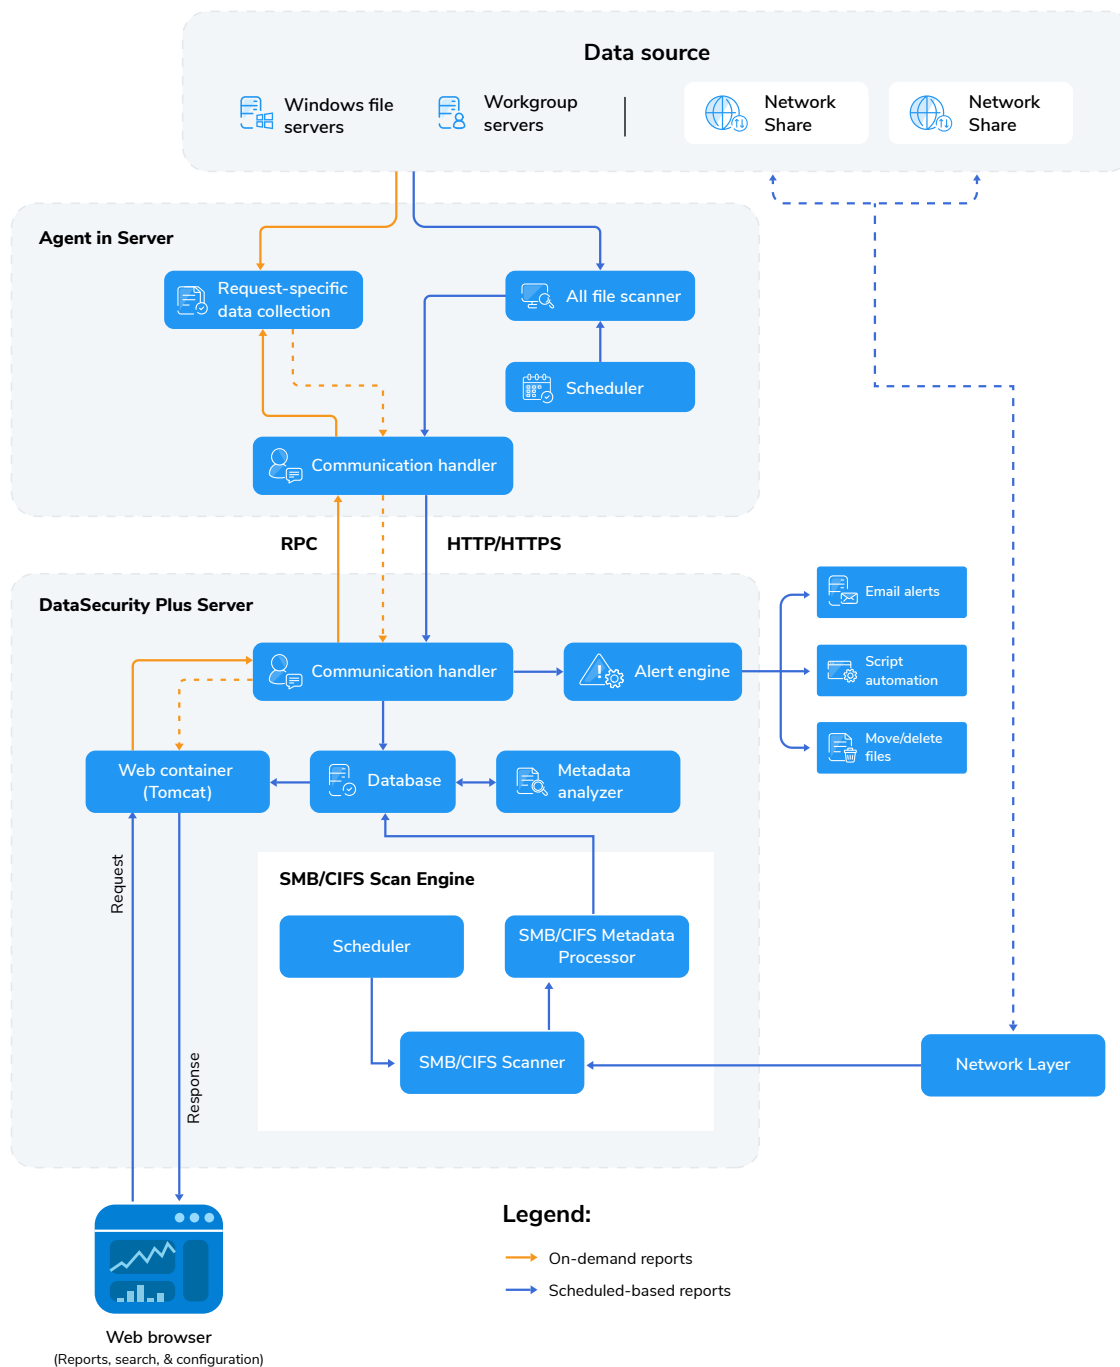 Data source
Windows file
servers
Workgroup
servers
Network
Share
Network
Share
Agent in Server
Request-specific
data collection
All file scanner
Scheduler
Communication handler
RPC
HTTP/HTTPS
DataSecurity Plus Server
Communication handler
Alert engine
Email alerts
Script
automation
Move/delete
files
Web container
(Tomcat)
Database
Metadata
analyzer
Request
Response
SMB/CIFS Scan Engine
Scheduler
SMB/CIFS Metadata
Processor
SMB/CIFS Scanner
Network Layer
Legend:
On-demand reports
Scheduled-based reports
Web browser
(Reports, search, & configuration)